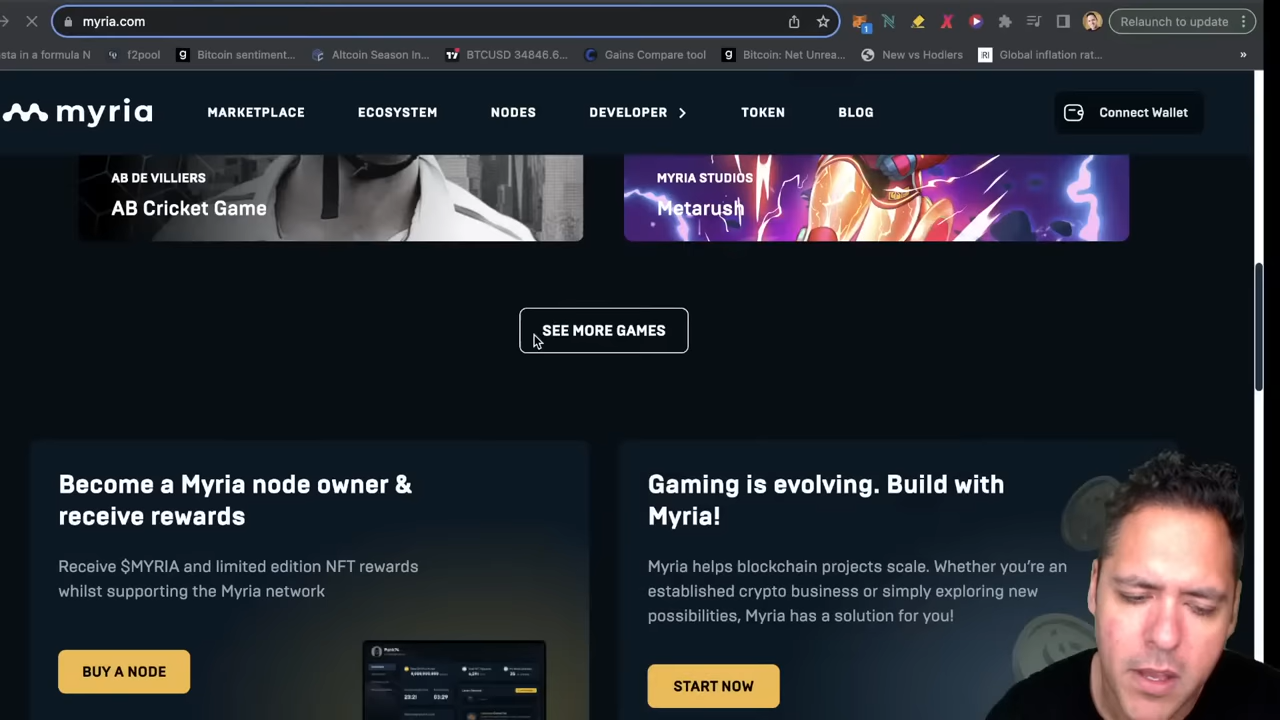 myria.com
Relaunch to update
1
sta in a formula N
f2pool
Bitcoin sentiment...
Altcoin Season In...
BTCUSD 34846.6...
Gains Compare tool
Bitcoin: Net Unrea...
New vs Hodlers
Global inflation rat...
»
myria
MARKETPLACE
ECOSYSTEM
NODES
DEVELOPER
TOKEN
BLOG
Connect Wallet
AB DE VILLIERS
AB Cricket Game
MYRIA STUDIOS
Metarush
SEE MORE GAMES
Become a Myria node owner &
receive rewards
Receive $MYRIA and limited edition NFT rewards
whilst supporting the Myria network
BUY A NODE
Gaming is evolving. Build with
Myria!
Myria helps blockchain projects scale. Whether you're an
established crypto business or simply exploring new
possibilities, Myria has a solution for you!
START NOW